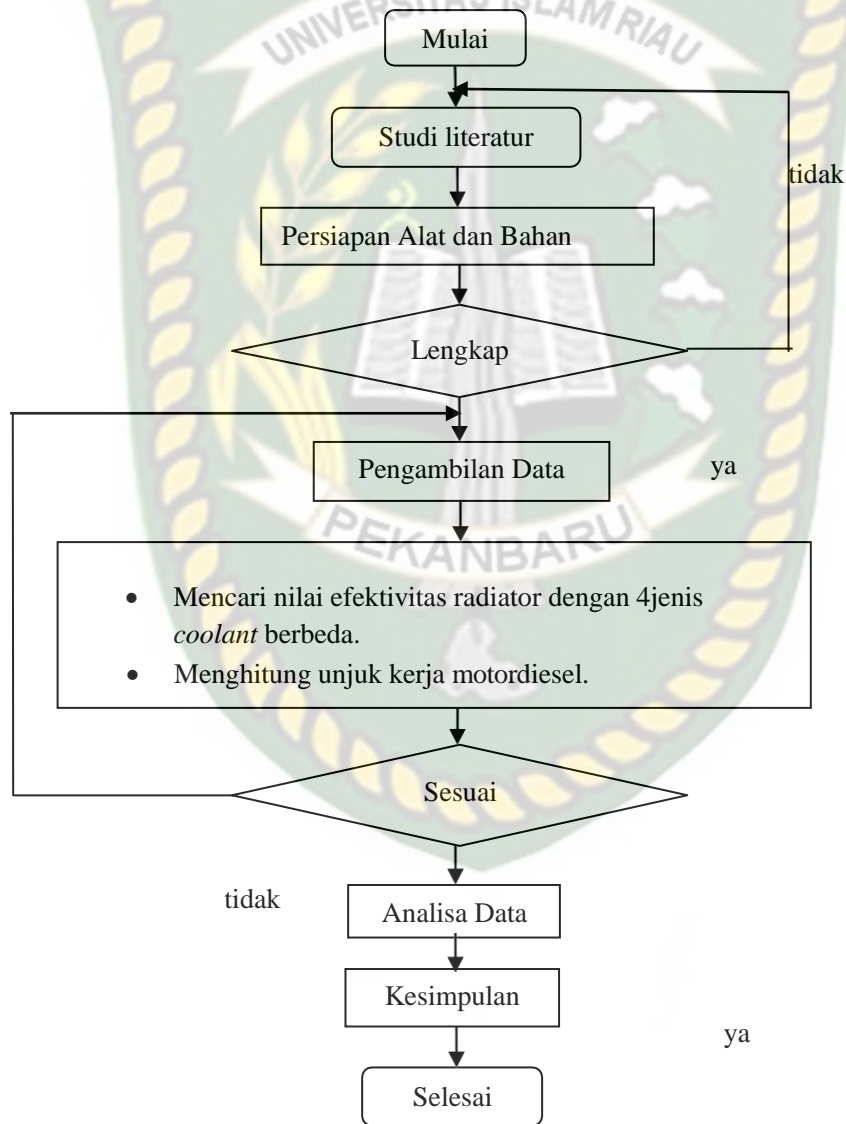 UNIVERSITAS ISLAM RIAU
Mulai
Studi literatur
tidak
Persiapan Alat dan Bahan
Lengkap
Pengambilan Data
ya
PEKANBARU
• Mencari nilai efektivitas radiator dengan 4jenis
coolant berbeda.
• Menghitung unjuk kerja motordiesel.
Sesuai
tidak
Analisa Data
Kesimpulan
ya
Selesai